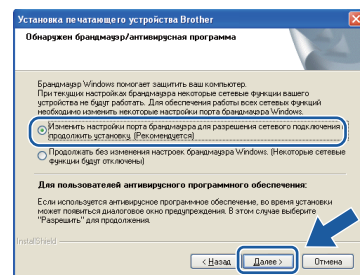 Установка печатающего устройства Brother
Обнаружен брандмауэр/антивирусная программа
Брандмауэр Windows помогает защитить ваш компьютер.
При текущих настройках брандмауэра некоторые сетевые функции вашего
устройства не будут работать. Для обеспечения работы всех сетевых функций
необходимо изменить некоторые настройки порта брандмауэра Windows.
Изменить настройки порта брандмауэра для разрешения сетевого подключения и
продолжить установку. (Рекомендуется)
Продолжать без изменения настроек брандмауэра Windows. (Некоторые сетевые
функции будут отключены)
Для пользователей антивирусного программного обеспечения:
Если используется антивирусное программное обеспечение, во время установки
может появиться диалоговое окно предупреждения. В этом случае выберите
"Разрешить" для продолжения.
InstallShield
< Назад Далее > Отмена